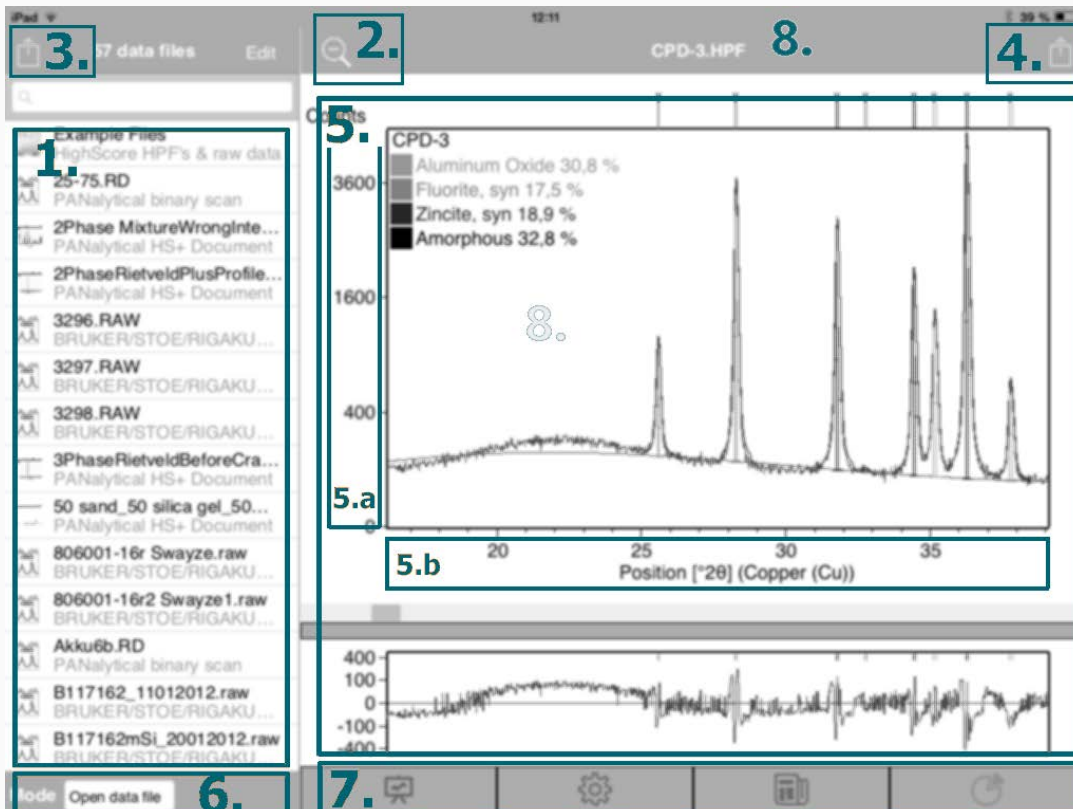 iPad 12:11 39 %
3. 57 data files Edit
2.
CPD-3.HPF 8.
4.
1.
Example Files
HighScore HPF's & raw data
25-75.RD
PANalytical binary scan
2Phase MixtureWrongInte...
PANalytical HS+ Document
2PhaseRietveldPlusProfile...
PANalytical HS+ Document
3296.RAW
BRUKER/STOE/RIGAKU...
3297.RAW
BRUKER/STOE/RIGAKU...
3298.RAW
BRUKER/STOE/RIGAKU...
3PhaseRietveldBeforeCra...
PANalytical HS+ Document
50 sand_50 silica gel_50...
PANalytical HS+ Document
806001-16r Swayze.raw
BRUKER/STOE/RIGAKU...
806001-16r2 Swayze1.raw
BRUKER/STOE/RIGAKU...
Akku6b.RD
PANalytical binary scan
B117162_11012012.raw
BRUKER/STOE/RIGAKU...
B117162mSi_20012012.raw
BRUKER/STOE/RIGAKU...
Mode Open data file 6.
Counts
5.
CPD-3
Aluminum Oxide 30,8 %
Fluorite, syn 17,5 %
Zincite, syn 18,9 %
Amorphous 32,8 %
3600
1600
8.
400
5.a
0
20 25 30 35
5.b
Position [°2θ] (Copper (Cu))
400
100
0
-100
-400
7.